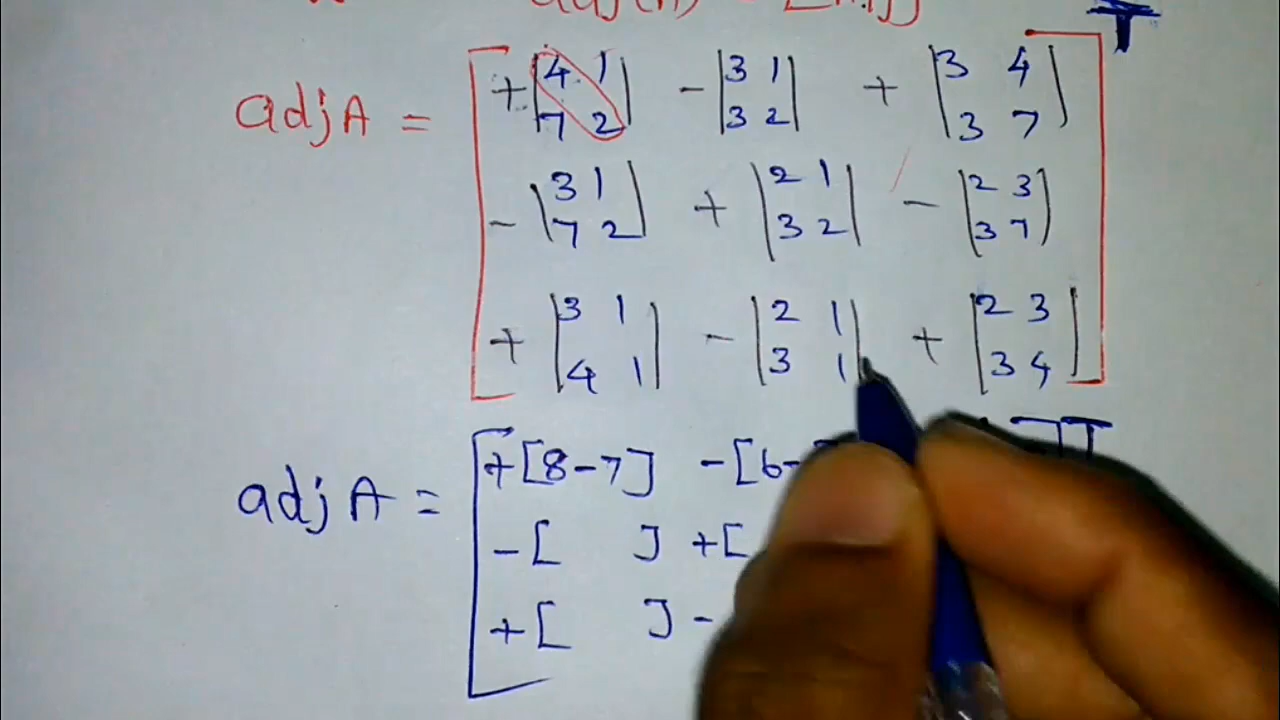 T
adj A = + |4 1| - |3 1| + |3 4|
|7 2| |3 2| |3 7|
- |3 1| + |2 1| - |2 3|
|7 2| |3 2| |3 7|
+ |3 1| - |2 1| + |2 3|
|4 1| |3 1| |3 4|
adj A = [+[8-7] -[6- ]T
-[ ] +[
+[ ] -